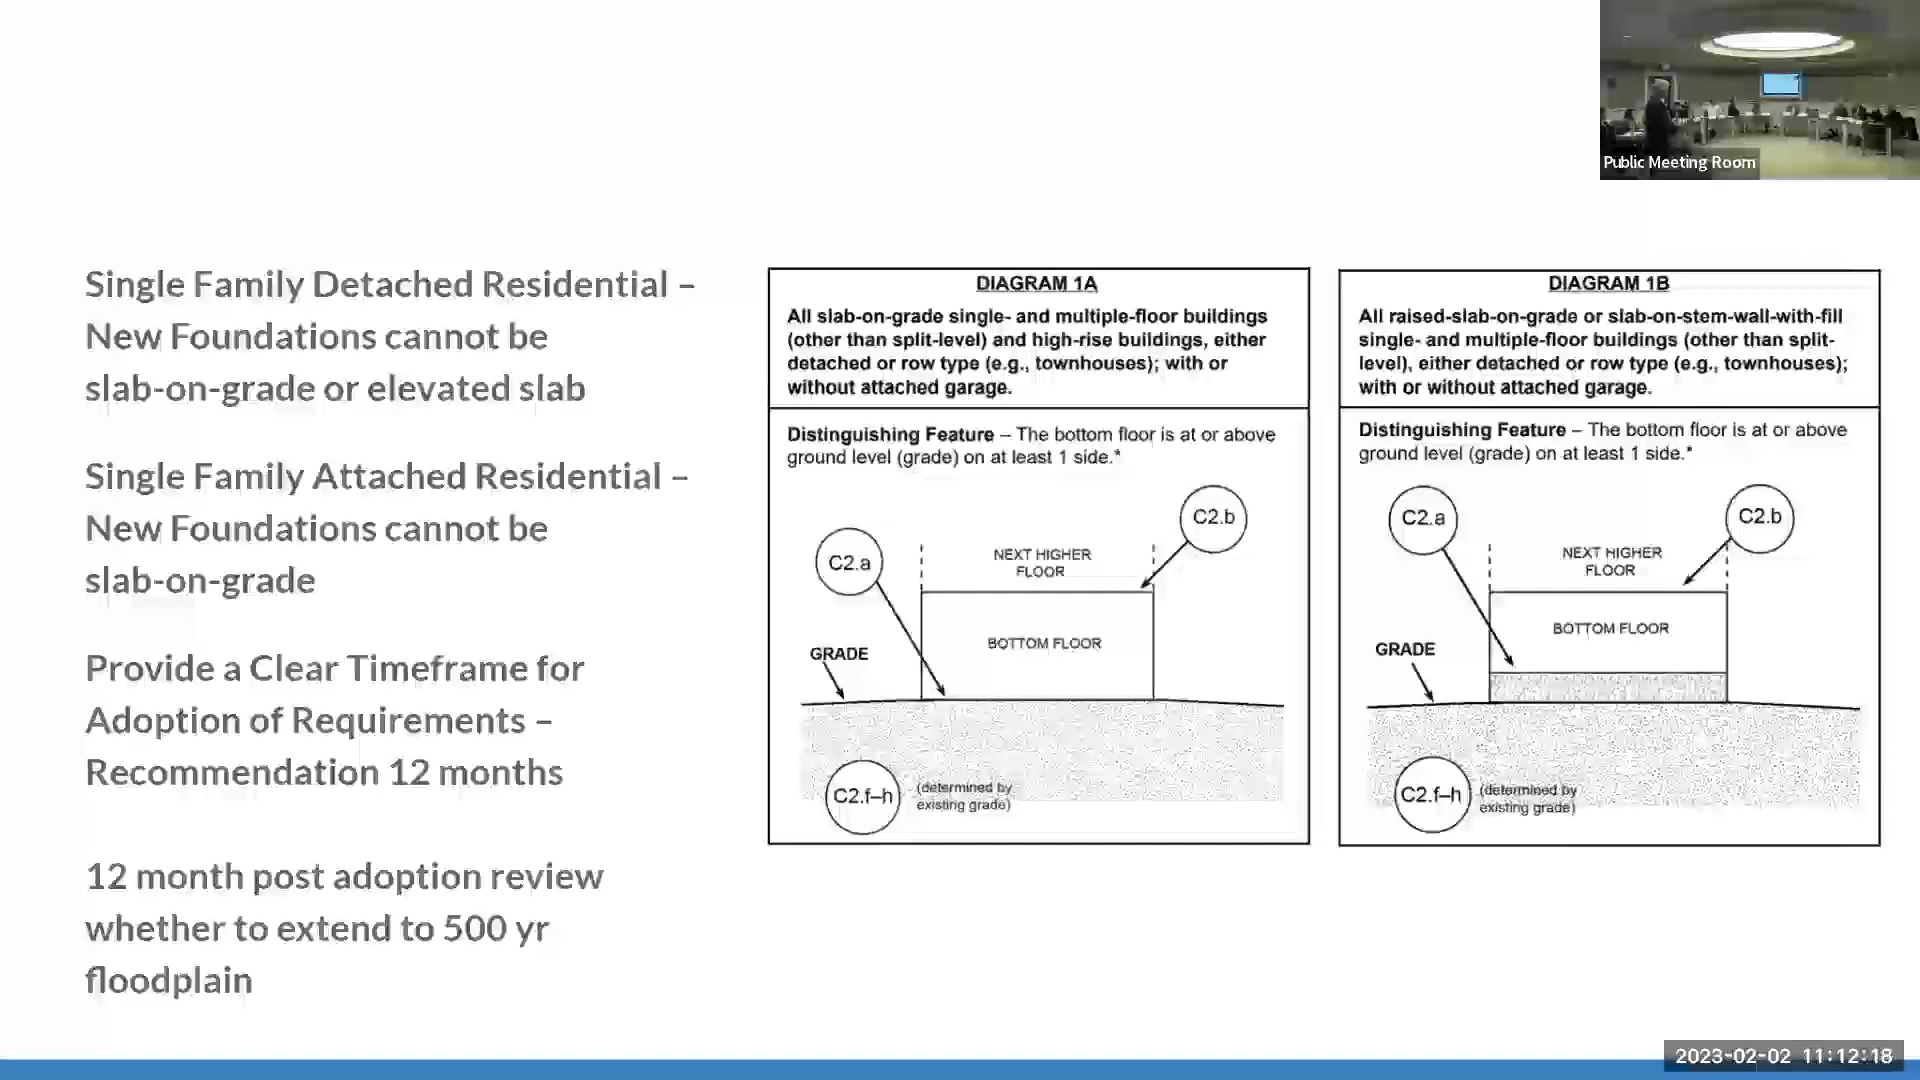 Public Meeting Room
Single Family Detached Residential –
New Foundations cannot be
slab-on-grade or elevated slab
Single Family Attached Residential –
New Foundations cannot be
slab-on-grade
Provide a Clear Timeframe for
Adoption of Requirements –
Recommendation 12 months
12 month post adoption review
whether to extend to 500 yr
floodplain
DIAGRAM 1A
All slab-on-grade single- and multiple-floor buildings
(other than split-level) and high-rise buildings, either
detached or row type (e.g., townhouses); with or
without attached garage.
Distinguishing Feature – The bottom floor is at or above
ground level (grade) on at least 1 side.*
C2.b
C2.a
NEXT HIGHER
FLOOR
BOTTOM FLOOR
GRADE
C2.f–h
(determined by
existing grade)
DIAGRAM 1B
All raised-slab-on-grade or slab-on-stem-wall-with-fill
single- and multiple-floor buildings (other than split-
level), either detached or row type (e.g., townhouses);
with or without attached garage.
Distinguishing Feature – The bottom floor is at or above
ground level (grade) on at least 1 side.*
C2.a
C2.b
NEXT HIGHER
FLOOR
BOTTOM FLOOR
GRADE
C2.f–h
(determined by
existing grade)
2023-02-02 11:12:18